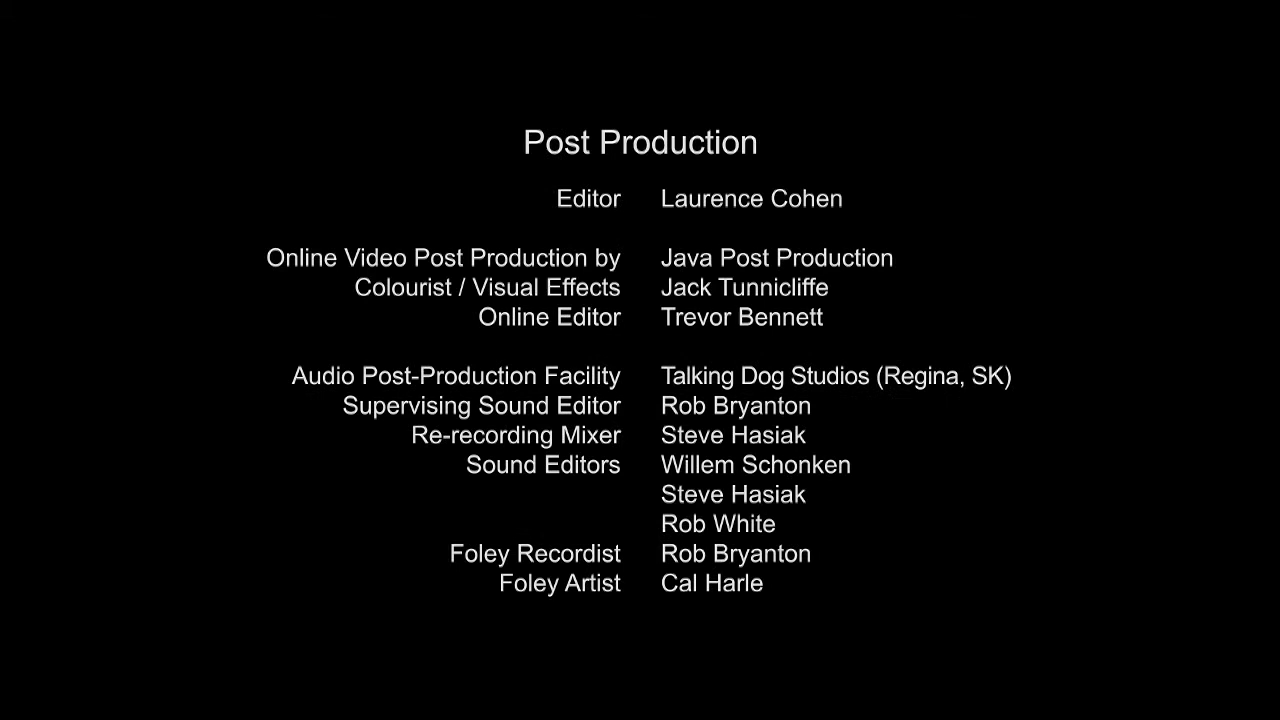 Post Production
Editor Laurence Cohen
Online Video Post Production by Java Post Production
Colourist / Visual Effects Jack Tunnicliffe
Online Editor Trevor Bennett
Audio Post-Production Facility Talking Dog Studios (Regina, SK)
Supervising Sound Editor Rob Bryanton
Re-recording Mixer Steve Hasiak
Sound Editors Willem Schonken
Steve Hasiak
Rob White
Foley Recordist Rob Bryanton
Foley Artist Cal Harle